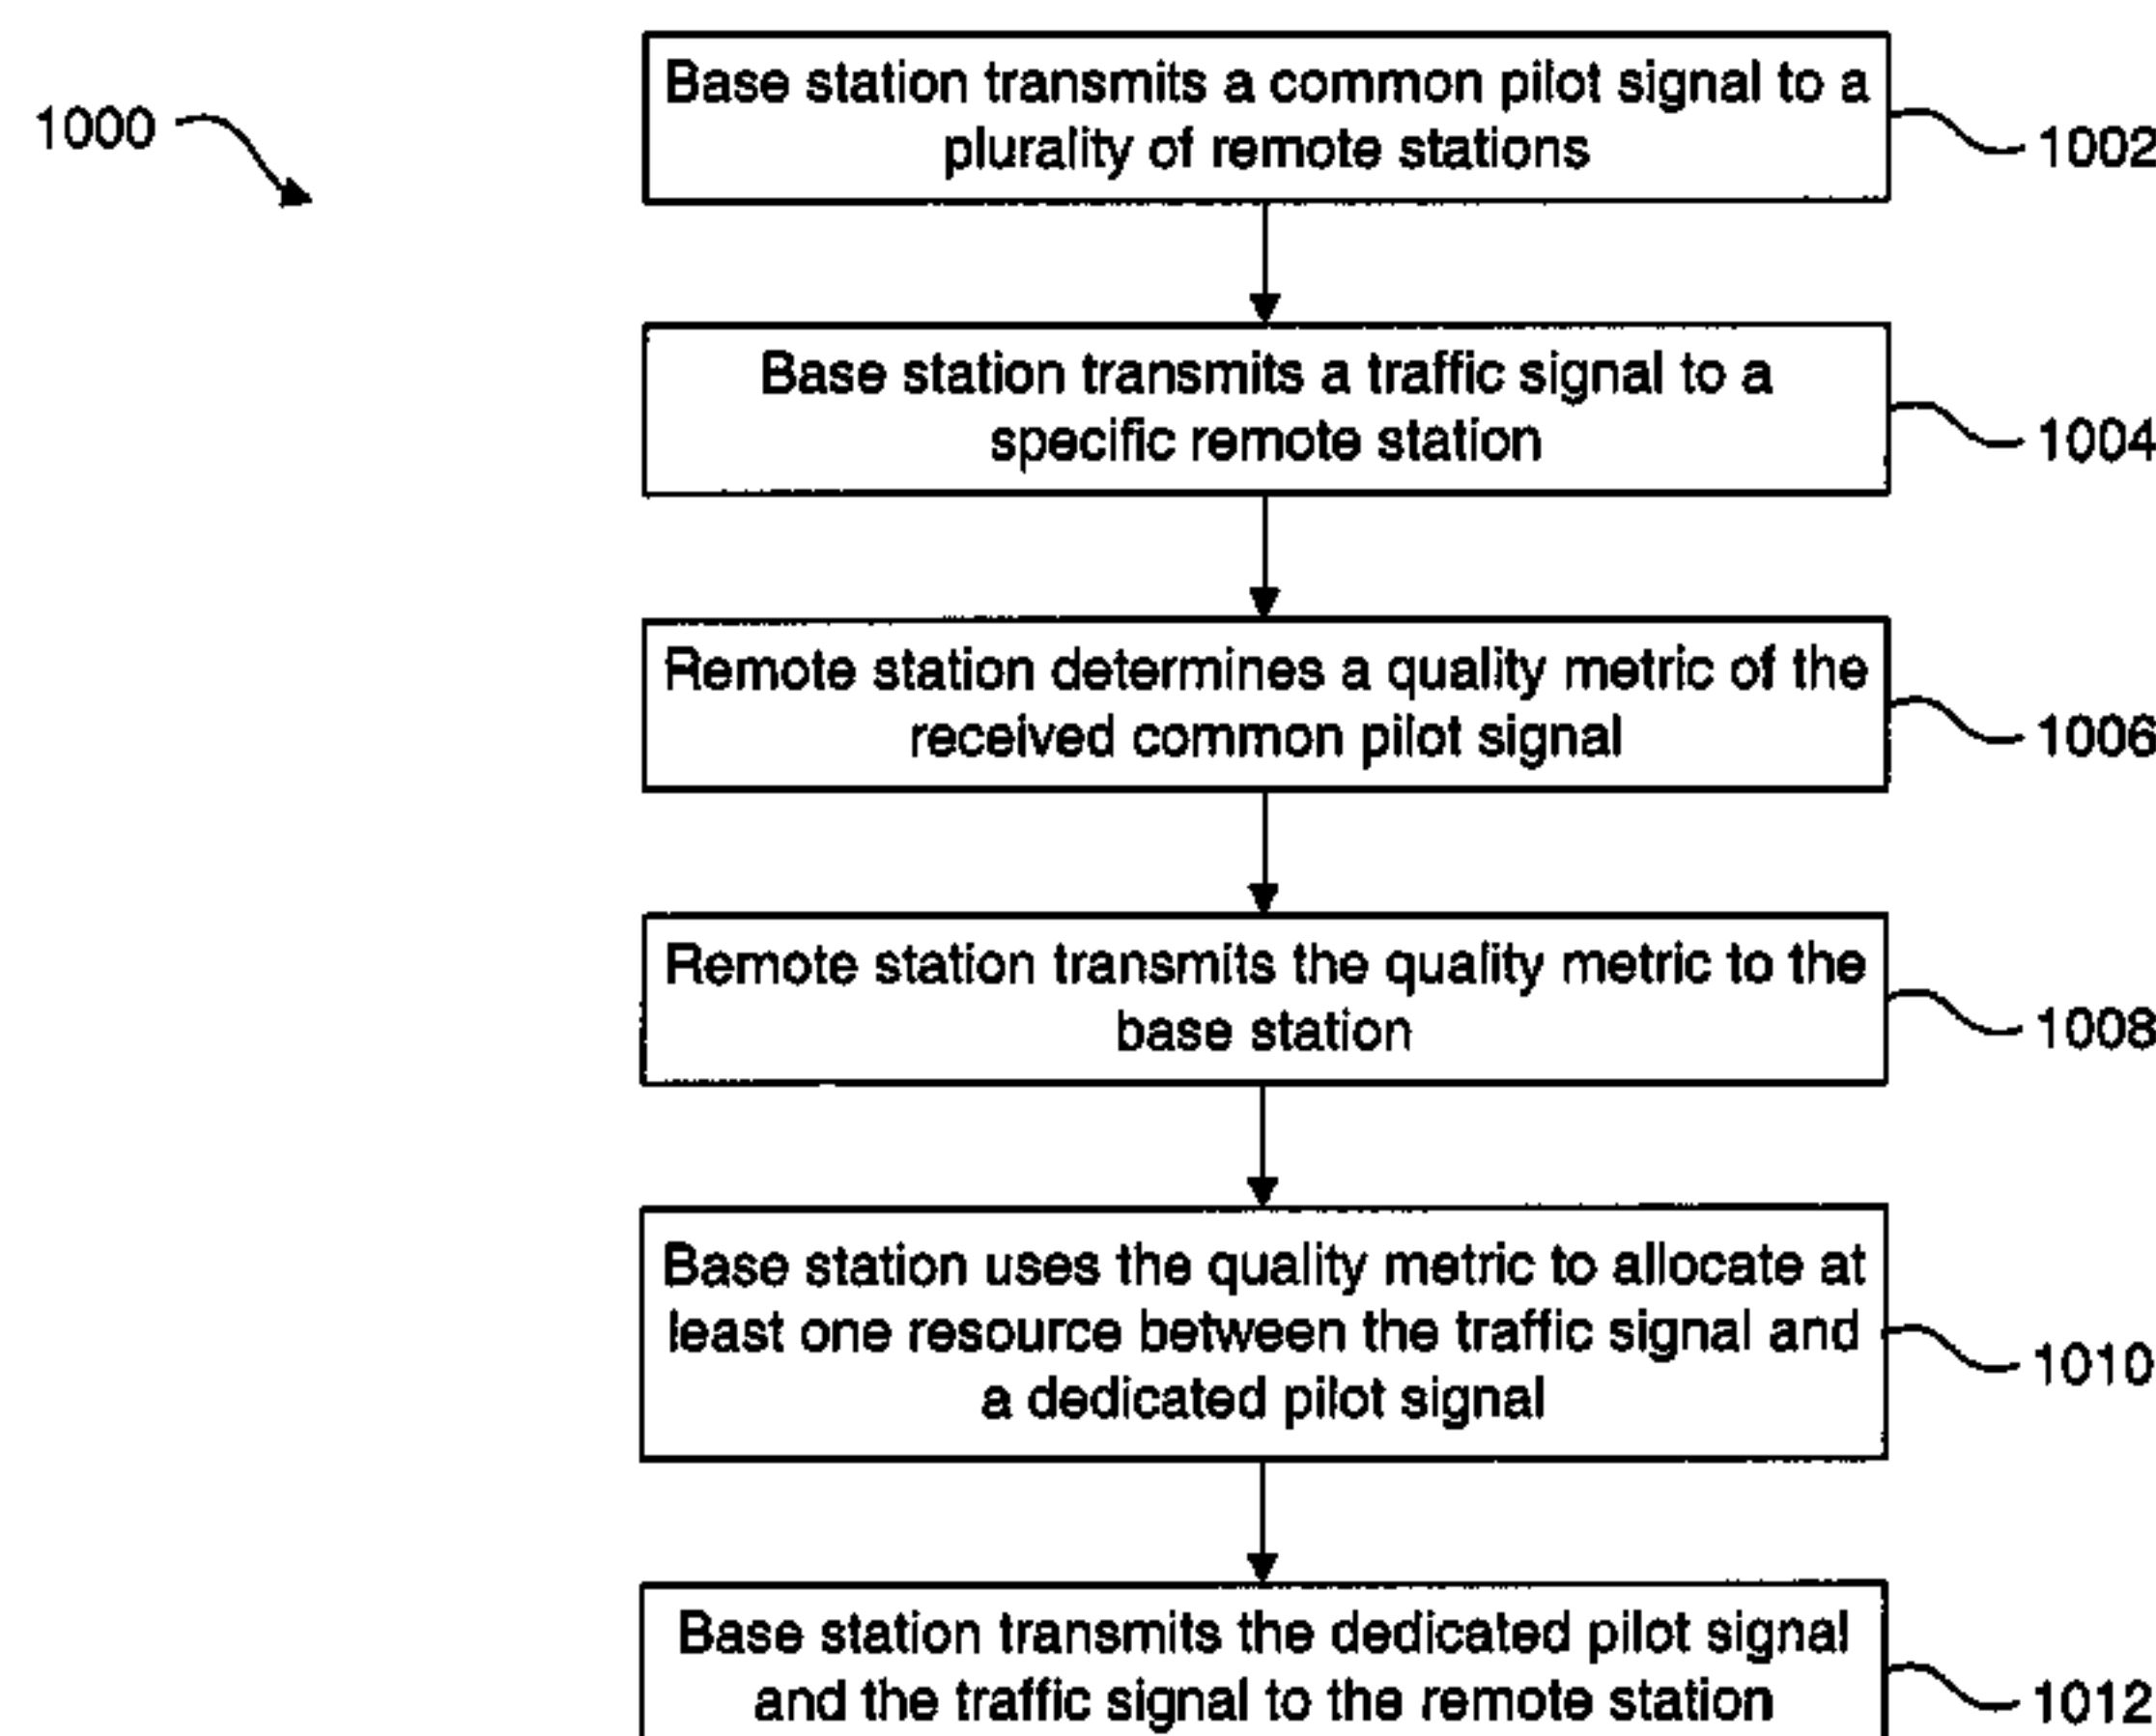 1000
Base station transmits a common pilot signal to a
plurality of remote stations
1002
Base station transmits a traffic signal to a
specific remote station
1004
Remote station determines a quality metric of the
received common pilot signal
1006
Remote station transmits the quality metric to the
base station
1008
Base station uses the quality metric to allocate at
least one resource between the traffic signal and
a dedicated pilot signal
1010
Base station transmits the dedicated pilot signal
and the traffic signal to the remote station
1012